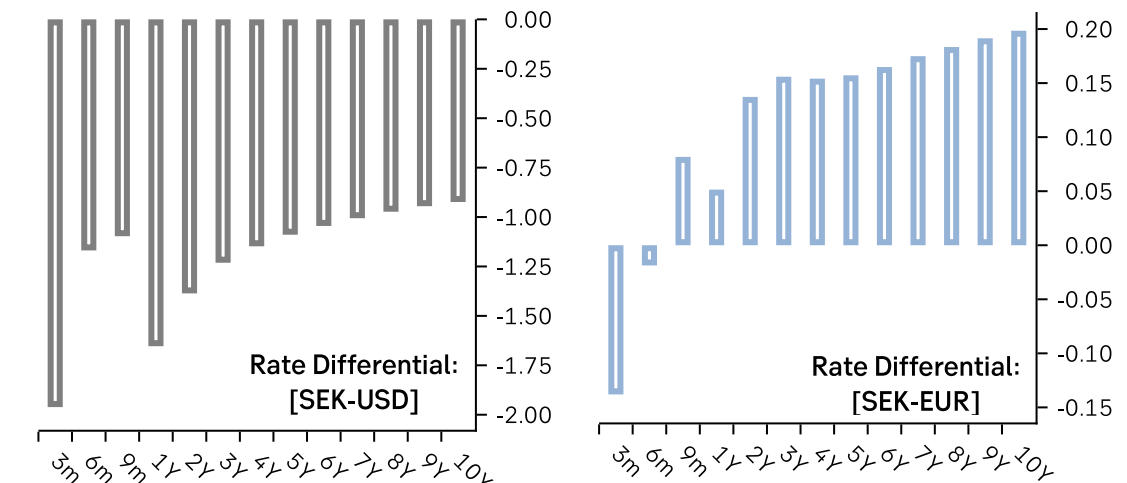 0.00
-0.25
-0.50
-0.75
-1.00
-1.25
-1.50
-1.75
-2.00
Rate Differential:
[SEK-USD]
3m 6m 9m 1Y 2Y 3Y 4Y 5Y 6Y 7Y 8Y 9Y 10Y
0.20
0.15
0.10
0.05
0.00
-0.05
-0.10
-0.15
Rate Differential:
[SEK-EUR]
3m 6m 9m 1Y 2Y 3Y 4Y 5Y 6Y 7Y 8Y 9Y 10Y